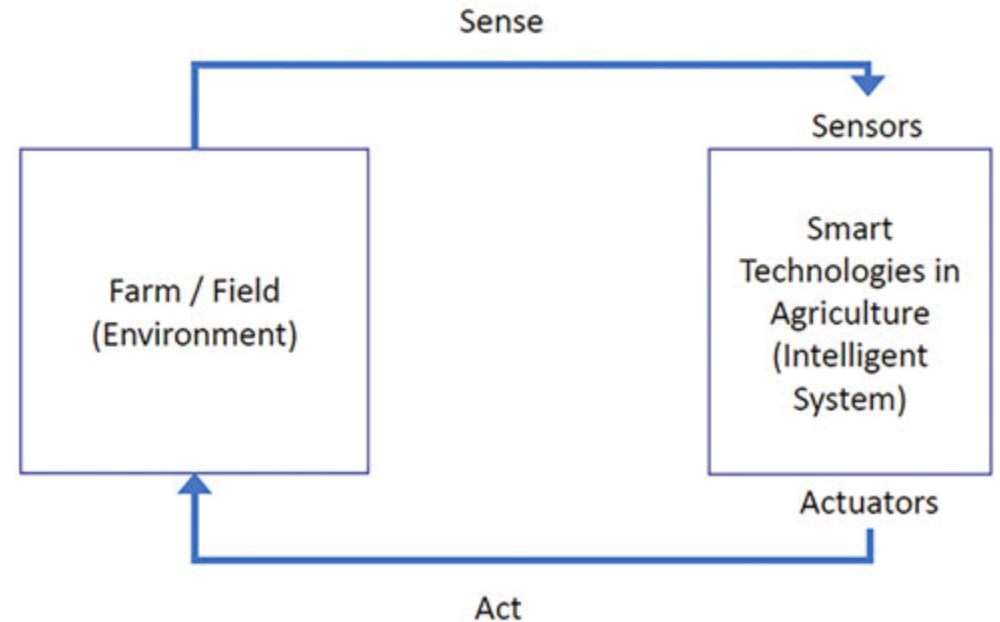 Sense
Sensors
Farm / Field
(Environment)
Smart
Technologies in
Agriculture
(Intelligent
System)
Actuators
Act